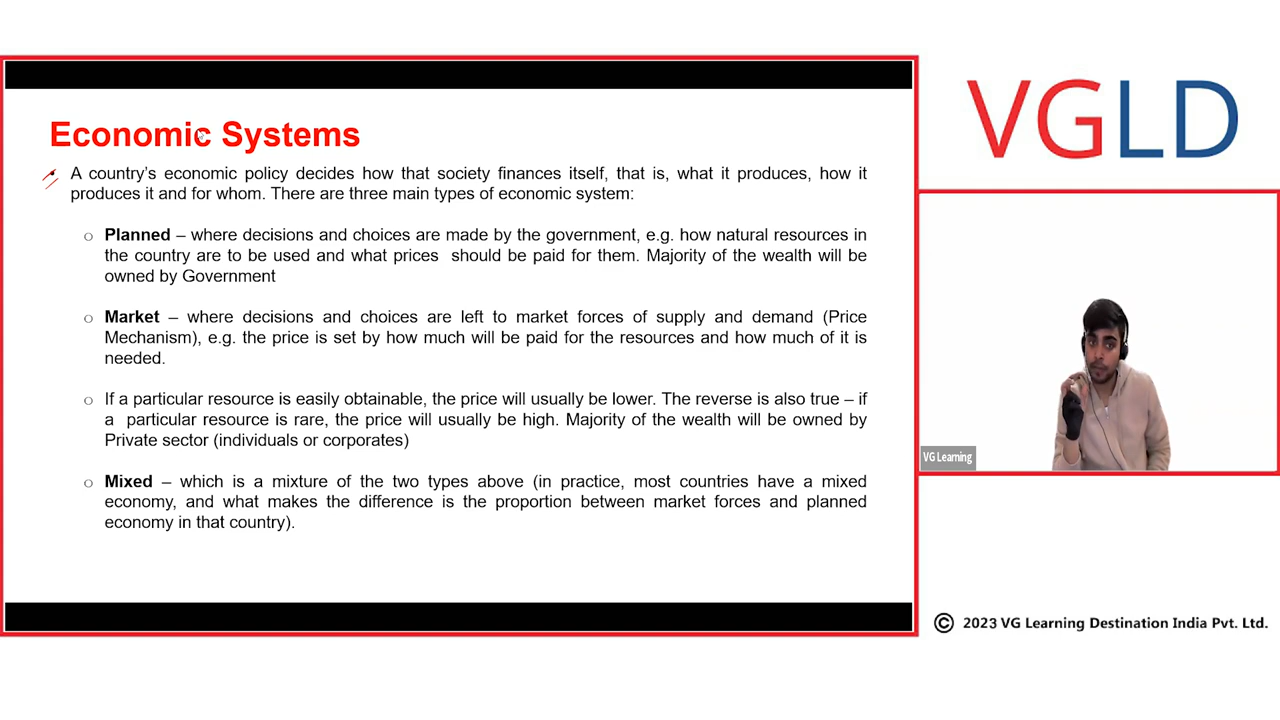 Economic Systems
A country's economic policy decides how that society finances itself, that is, what it produces, how it
produces it and for whom. There are three main types of economic system:
o Planned – where decisions and choices are made by the government, e.g. how natural resources in
the country are to be used and what prices should be paid for them. Majority of the wealth will be
owned by Government
o Market – where decisions and choices are left to market forces of supply and demand (Price
Mechanism), e.g. the price is set by how much will be paid for the resources and how much of it is
needed.
o If a particular resource is easily obtainable, the price will usually be lower. The reverse is also true – if
a particular resource is rare, the price will usually be high. Majority of the wealth will be owned by
Private sector (individuals or corporates)
o Mixed – which is a mixture of the two types above (in practice, most countries have a mixed
economy, and what makes the difference is the proportion between market forces and planned
economy in that country).
VGLD
VG Learning
© 2023 VG Learning Destination India Pvt. Ltd.